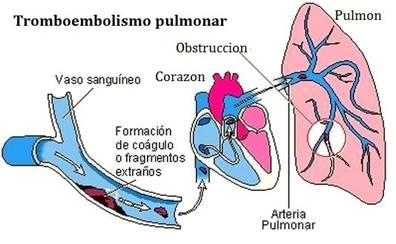 Tromboembolismo pulmonar
Pulmon
Obstruccion
Vaso sanguíneo
Corazon
Formación
de coágulo
o fragmentos
extraños
Arteria
Pulmonar